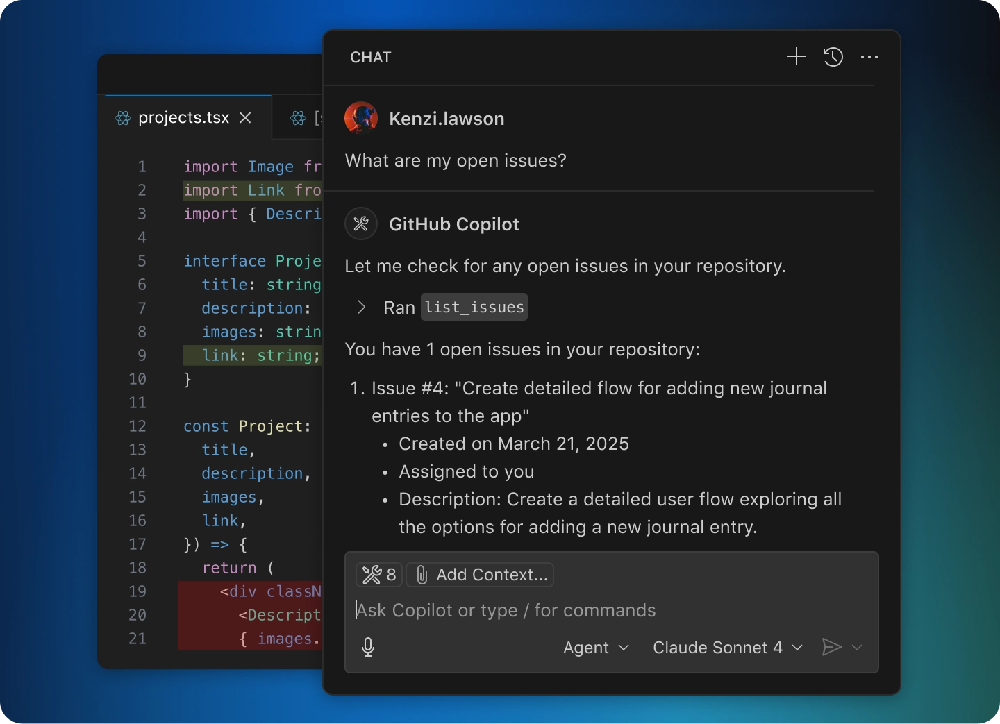 projects.tsx
1 import Image fr
2 import Link fro
3 import { Descri
4
5 interface Proje
6 title: string
7 description:
8 images: strin
9 link: string;
10 }
11
12 const Project:
13 title,
14 description,
15 images,
16 link,
17 }) => {
18 return (
19 <div classN
20 <Descript
21 { images.
CHAT
Kenzi.lawson
What are my open issues?
GitHub Copilot
Let me check for any open issues in your repository.
Ran list_issues
You have 1 open issues in your repository:
1. Issue #4: "Create detailed flow for adding new journal
entries to the app"
• Created on March 21, 2025
• Assigned to you
• Description: Create a detailed user flow exploring all
the options for adding a new journal entry.
8 Add Context...
Ask Copilot or type / for commands
Agent Claude Sonnet 4